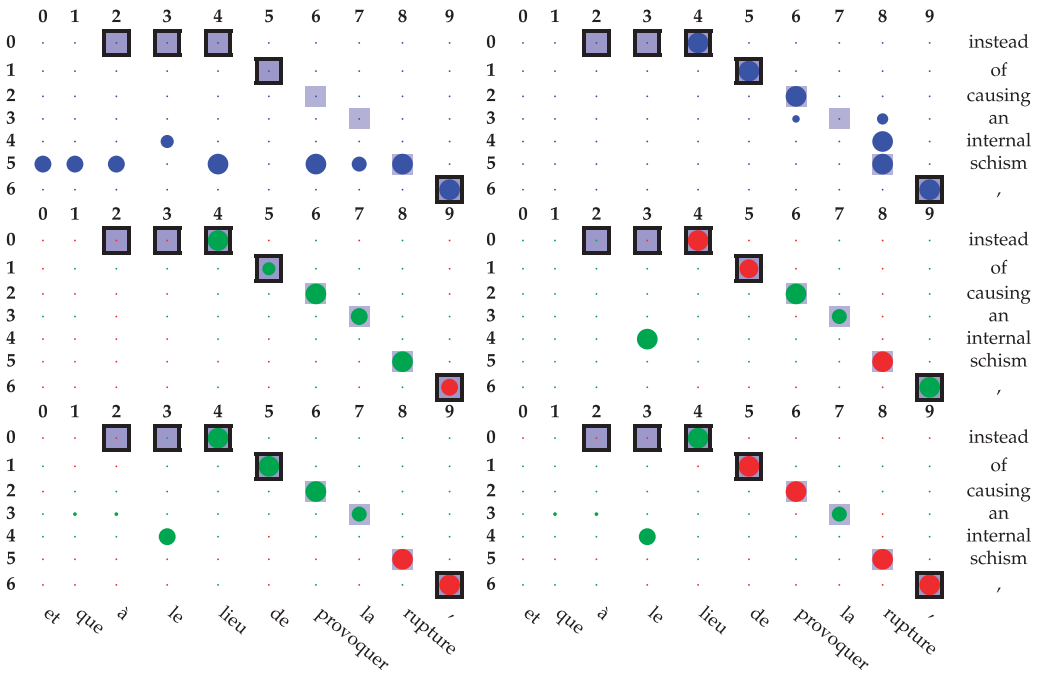 0 1 2 3 4 5 6 7 8 9 0 1 2 3 4 5 6 7 8 9
0 0 instead
1 1 of
2 2 causing
3 3 an
4 4 internal
5 5 schism
6 6 ,
0 1 2 3 4 5 6 7 8 9 0 1 2 3 4 5 6 7 8 9
0 0 instead
1 1 of
2 2 causing
3 3 an
4 4 internal
5 5 schism
6 6 ,
0 1 2 3 4 5 6 7 8 9 0 1 2 3 4 5 6 7 8 9
0 0 instead
1 1 of
2 2 causing
3 3 an
4 4 internal
5 5 schism
6 6 ,
et que à le lieu de provoquer la rupture , et que à le lieu de provoquer la rupture ,